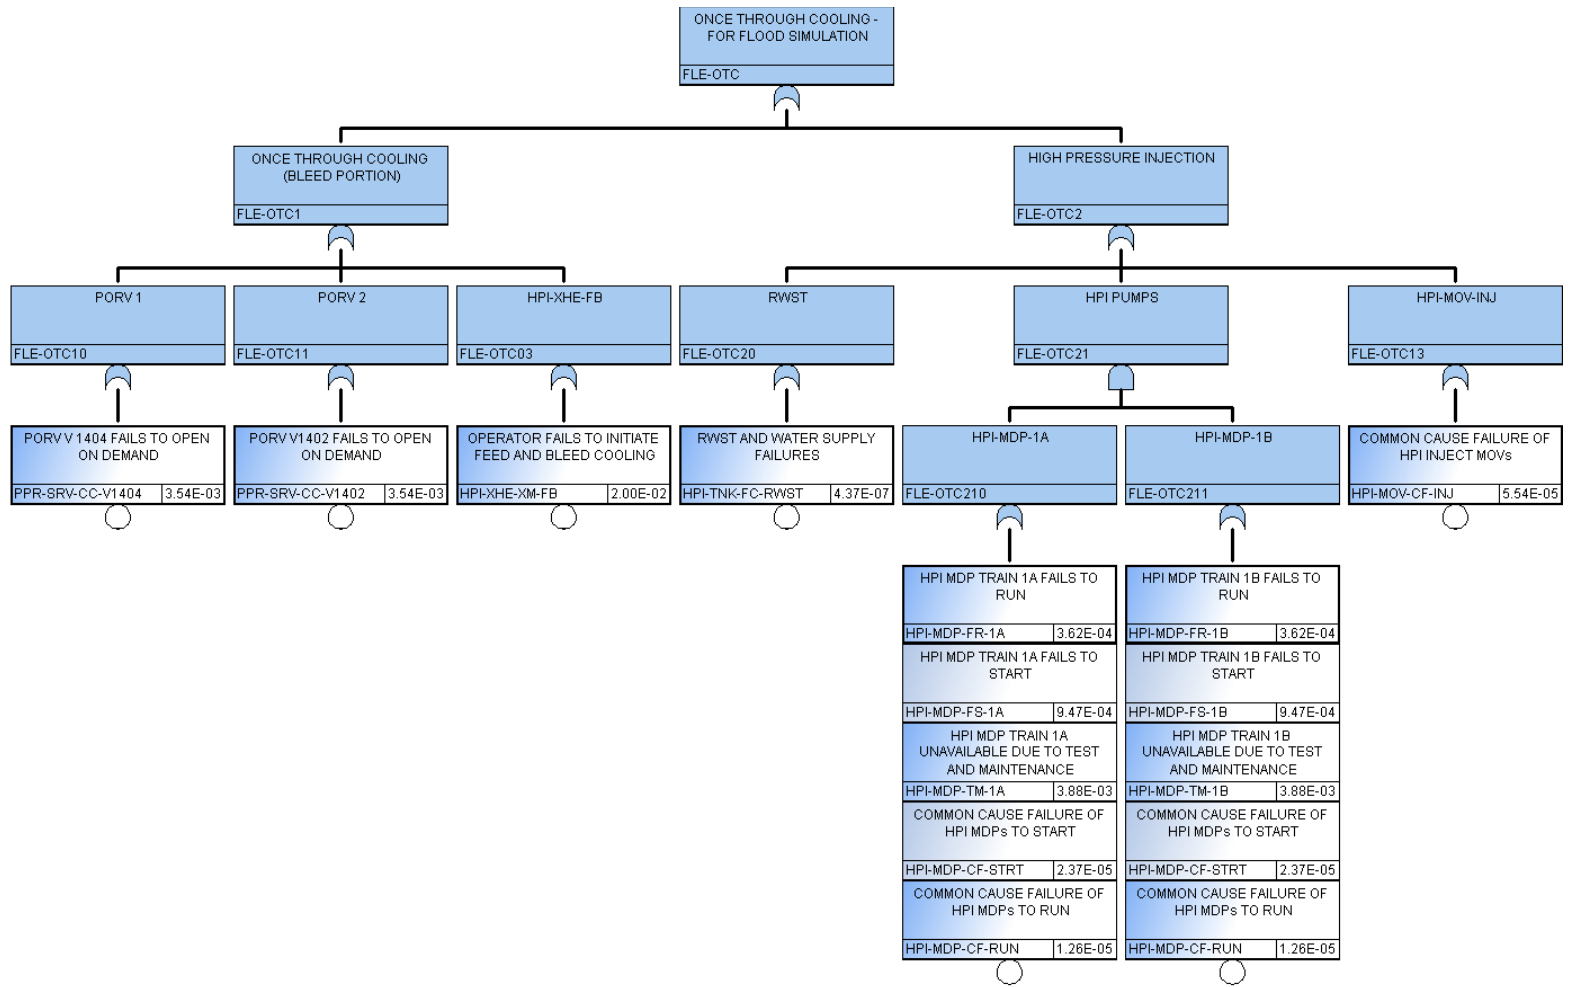 ONCE THROUGH COOLING -
FOR FLOOD SIMULATION
FLE-OTC
ONCE THROUGH COOLING
(BLEED PORTION)
FLE-OTC1
HIGH PRESSURE INJECTION
FLE-OTC2
PORV 1
FLE-OTC10
PORV 2
FLE-OTC11
HPI-XHE-FB
FLE-OTC03
RWST
FLE-OTC20
HPI PUMPS
FLE-OTC21
HPI-MOV-INJ
FLE-OTC13
PORV V 1404 FAILS TO OPEN
ON DEMAND
PPR-SRV-CC-V1404 3.54E-03
PORV V1402 FAILS TO OPEN
ON DEMAND
PPR-SRV-CC-V1402 3.54E-03
OPERATOR FAILS TO INITIATE
FEED AND BLEED COOLING
HPI-XHE-XM-FB 2.00E-02
RWST AND WATER SUPPLY
FAILURES
HPI-TNK-FC-RWST 4.37E-07
HPI-MDP-1A
FLE-OTC210
HPI-MDP-1B
FLE-OTC211
COMMON CAUSE FAILURE OF
HPI INJECT MOVs
HPI-MOV-CF-INJ 5.54E-05
HPI MDP TRAIN 1A FAILS TO
RUN
HPI-MDP-FR-1A 3.62E-04
HPI MDP TRAIN 1A FAILS TO
START
HPI-MDP-FS-1A 9.47E-04
HPI MDP TRAIN 1A
UNAVAILABLE DUE TO TEST
AND MAINTENANCE
HPI-MDP-TM-1A 3.88E-03
COMMON CAUSE FAILURE OF
HPI MDPs TO START
HPI-MDP-CF-STRT 2.37E-05
COMMON CAUSE FAILURE OF
HPI MDPs TO RUN
HPI-MDP-CF-RUN 1.26E-05
HPI MDP TRAIN 1B FAILS TO
RUN
HPI-MDP-FR-1B 3.62E-04
HPI MDP TRAIN 1B FAILS TO
START
HPI-MDP-FS-1B 9.47E-04
HPI MDP TRAIN 1B
UNAVAILABLE DUE TO TEST
AND MAINTENANCE
HPI-MDP-TM-1B 3.88E-03
COMMON CAUSE FAILURE OF
HPI MDPs TO START
HPI-MDP-CF-STRT 2.37E-05
COMMON CAUSE FAILURE OF
HPI MDPs TO RUN
HPI-MDP-CF-RUN 1.26E-05